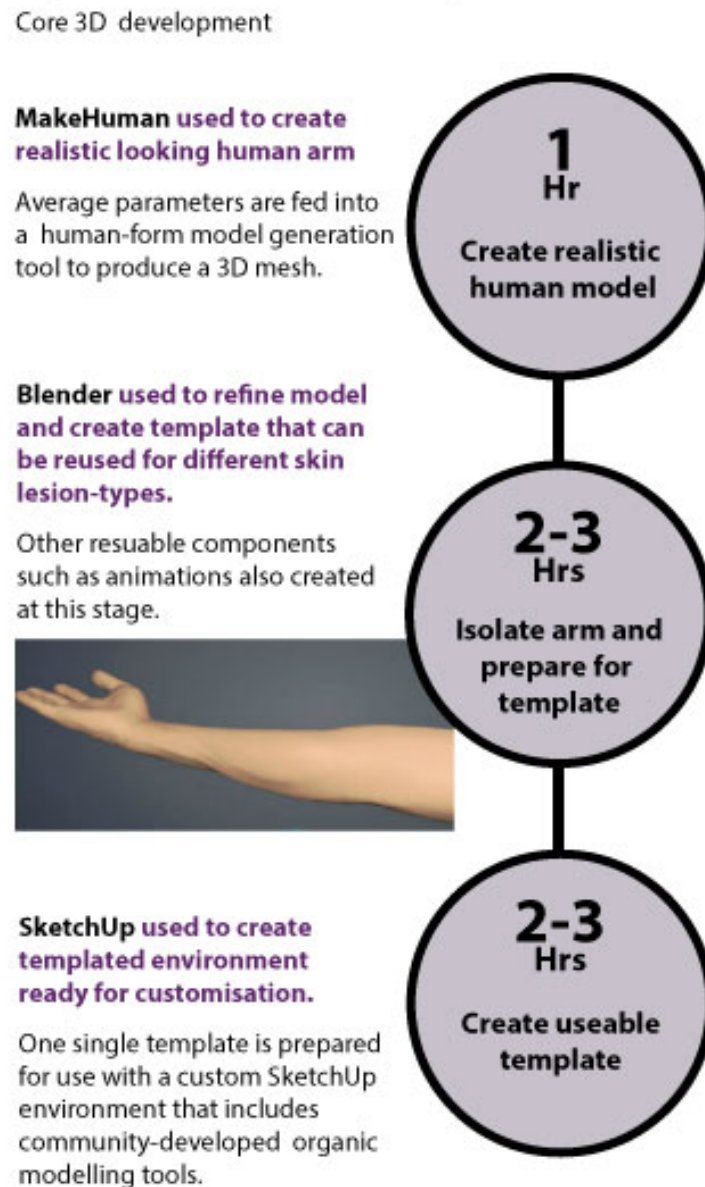 Core 3D development
MakeHuman used to create
realistic looking human arm
Average parameters are fed into
a human-form model generation
tool to produce a 3D mesh.
1
Hr
Create realistic
human model
Blender used to refine model
and create template that can
be reused for different skin
lesion-types.
Other resuable components
such as animations also created
at this stage.
2-3
Hrs
Isolate arm and
prepare for
template
SketchUp used to create
templated environment
ready for customisation.
One single template is prepared
for use with a custom SketchUp
environment that includes
community-developed organic
modelling tools.
2-3
Hrs
Create useable
template